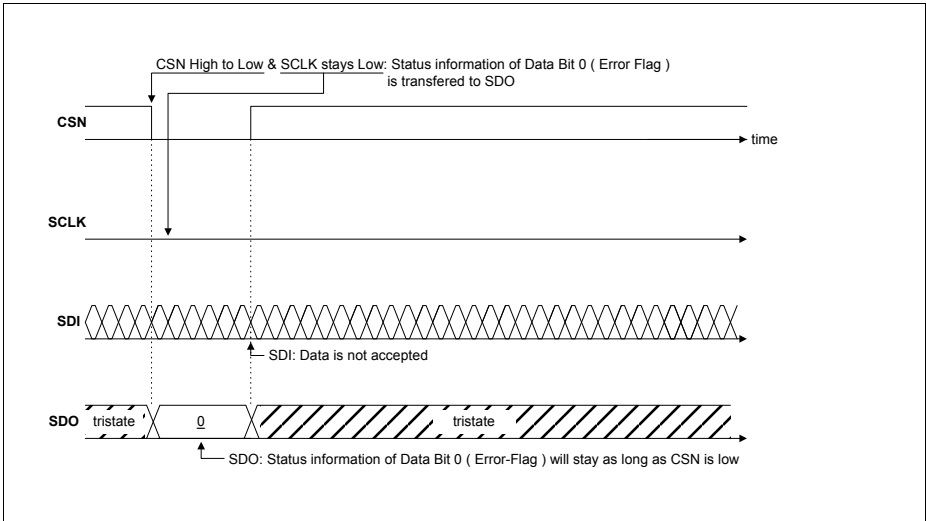 CSN High to Low & SCLK stays Low: Status information of Data Bit 0 ( Error Flag )
is transfered to SDO
CSN
time
SCLK
SDI
SDI: Data is not accepted
SDO
tristate
0
tristate
SDO: Status information of Data Bit 0 ( Error-Flag ) will stay as long as CSN is low